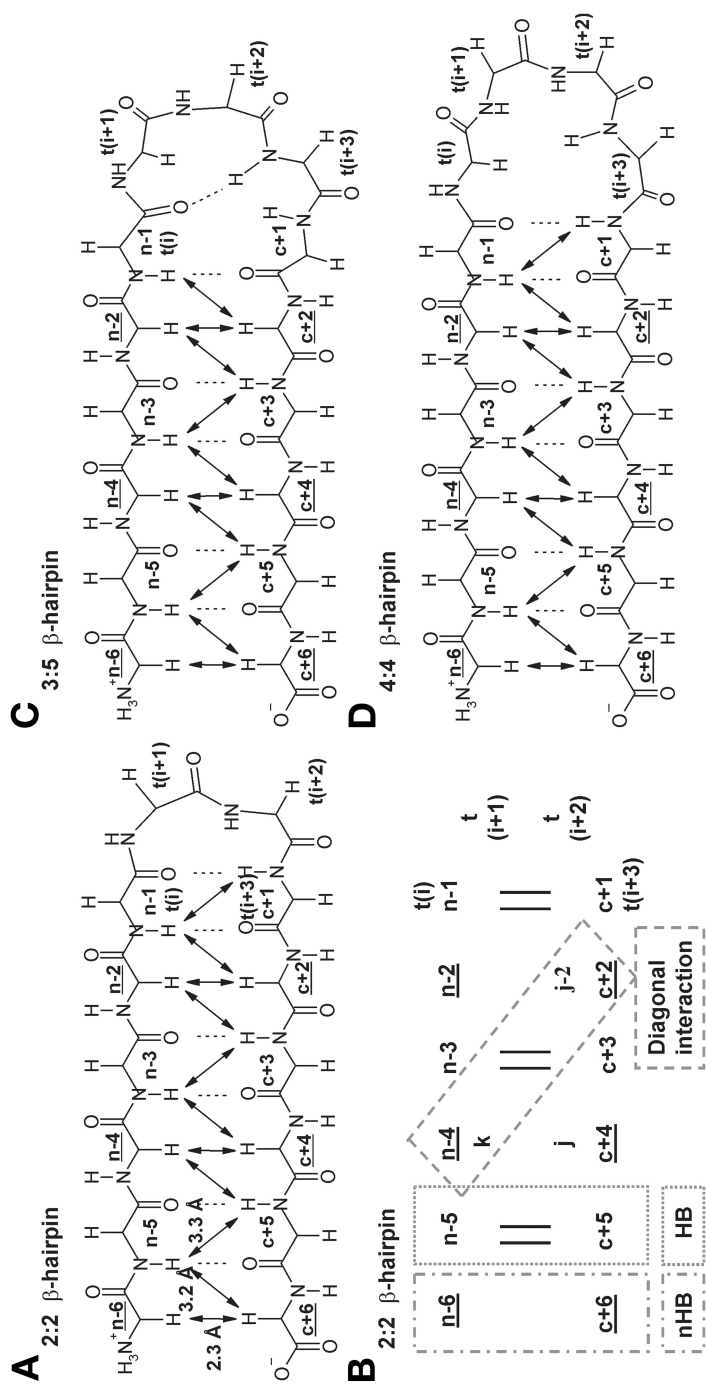 A
2:2 β-hairpin
H₃N⁺
n-6
n-5
n-4
n-3
n-2
n-1
t(i)
t(i+1)
t(i+2)
2.3 Å
3.2 Å
3.3 Å
t(i+3)
c+6
c+5
c+4
c+3
c+2
c+1
O⁻
B
2:2 β-hairpin
t(i)
n-6 n-5 n-4 n-3 n-2 n-1
t
(i+1)
k
j j-2
t
(i+2)
c+6 c+5 c+4 c+3 c+2 c+1
t(i+3)
nHB HB
Diagonal
interaction
C
3:5 β-hairpin
H₃N⁺
n-6
n-5
n-4
n-3
n-2
n-1
t(i)
t(i+1)
t(i+2)
t(i+3)
c+6
c+5
c+4
c+3
c+2
c+1
O⁻
D
4:4 β-hairpin
H₃N⁺
n-6
n-5
n-4
n-3
n-2
n-1
t(i)
t(i+1)
t(i+2)
t(i+3)
c+6
c+5
c+4
c+3
c+2
c+1
O⁻